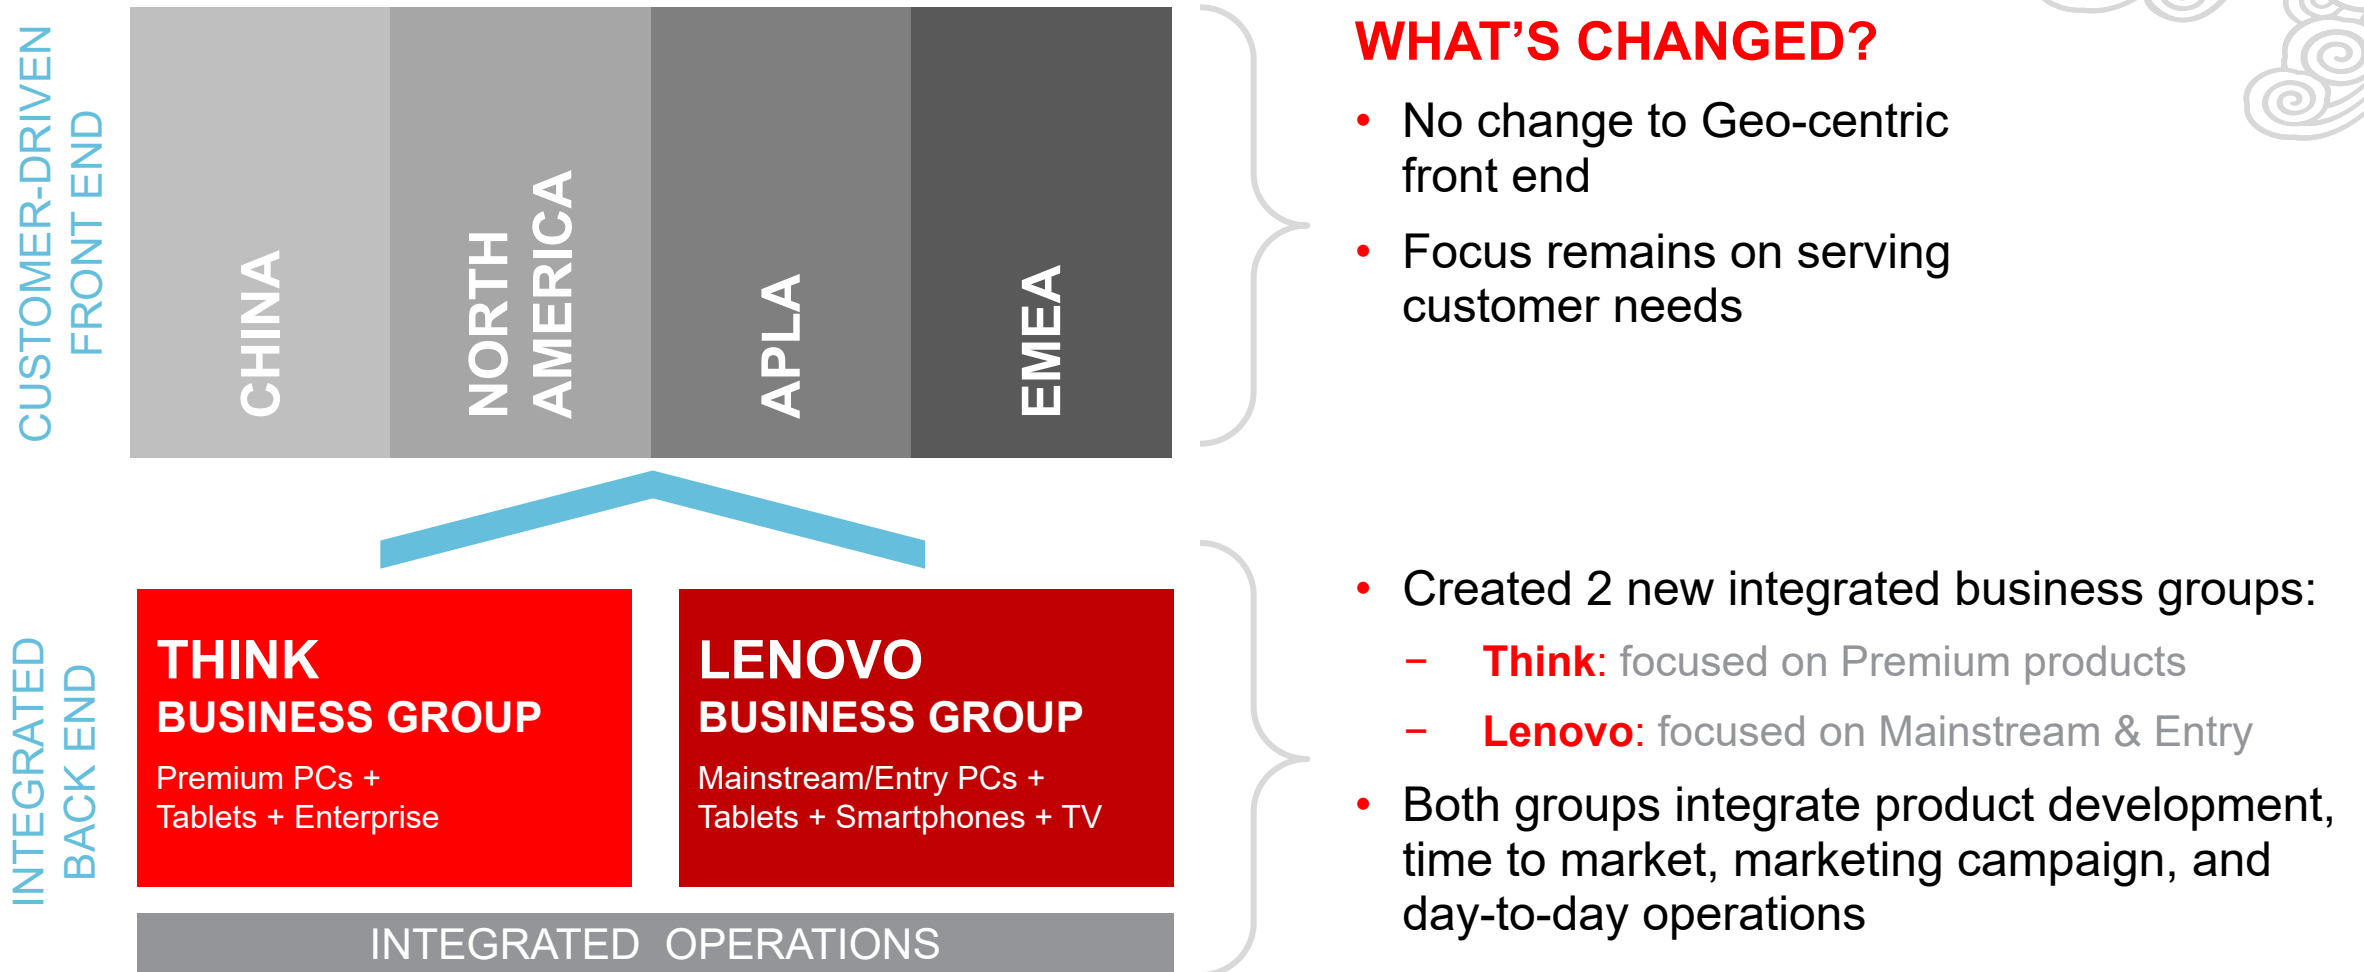 CUSTOMER-DRIVEN
FRONT END
CHINA
NORTH
AMERICA
APLA
EMEA
WHAT’S CHANGED?
• No change to Geo-centric
front end
• Focus remains on serving
customer needs
INTEGRATED
BACK END
THINK
BUSINESS GROUP
Premium PCs +
Tablets + Enterprise
LENOVO
BUSINESS GROUP
Mainstream/Entry PCs +
Tablets + Smartphones + TV
INTEGRATED OPERATIONS
• Created 2 new integrated business groups:
– Think: focused on Premium products
– Lenovo: focused on Mainstream & Entry
• Both groups integrate product development,
time to market, marketing campaign, and
day-to-day operations